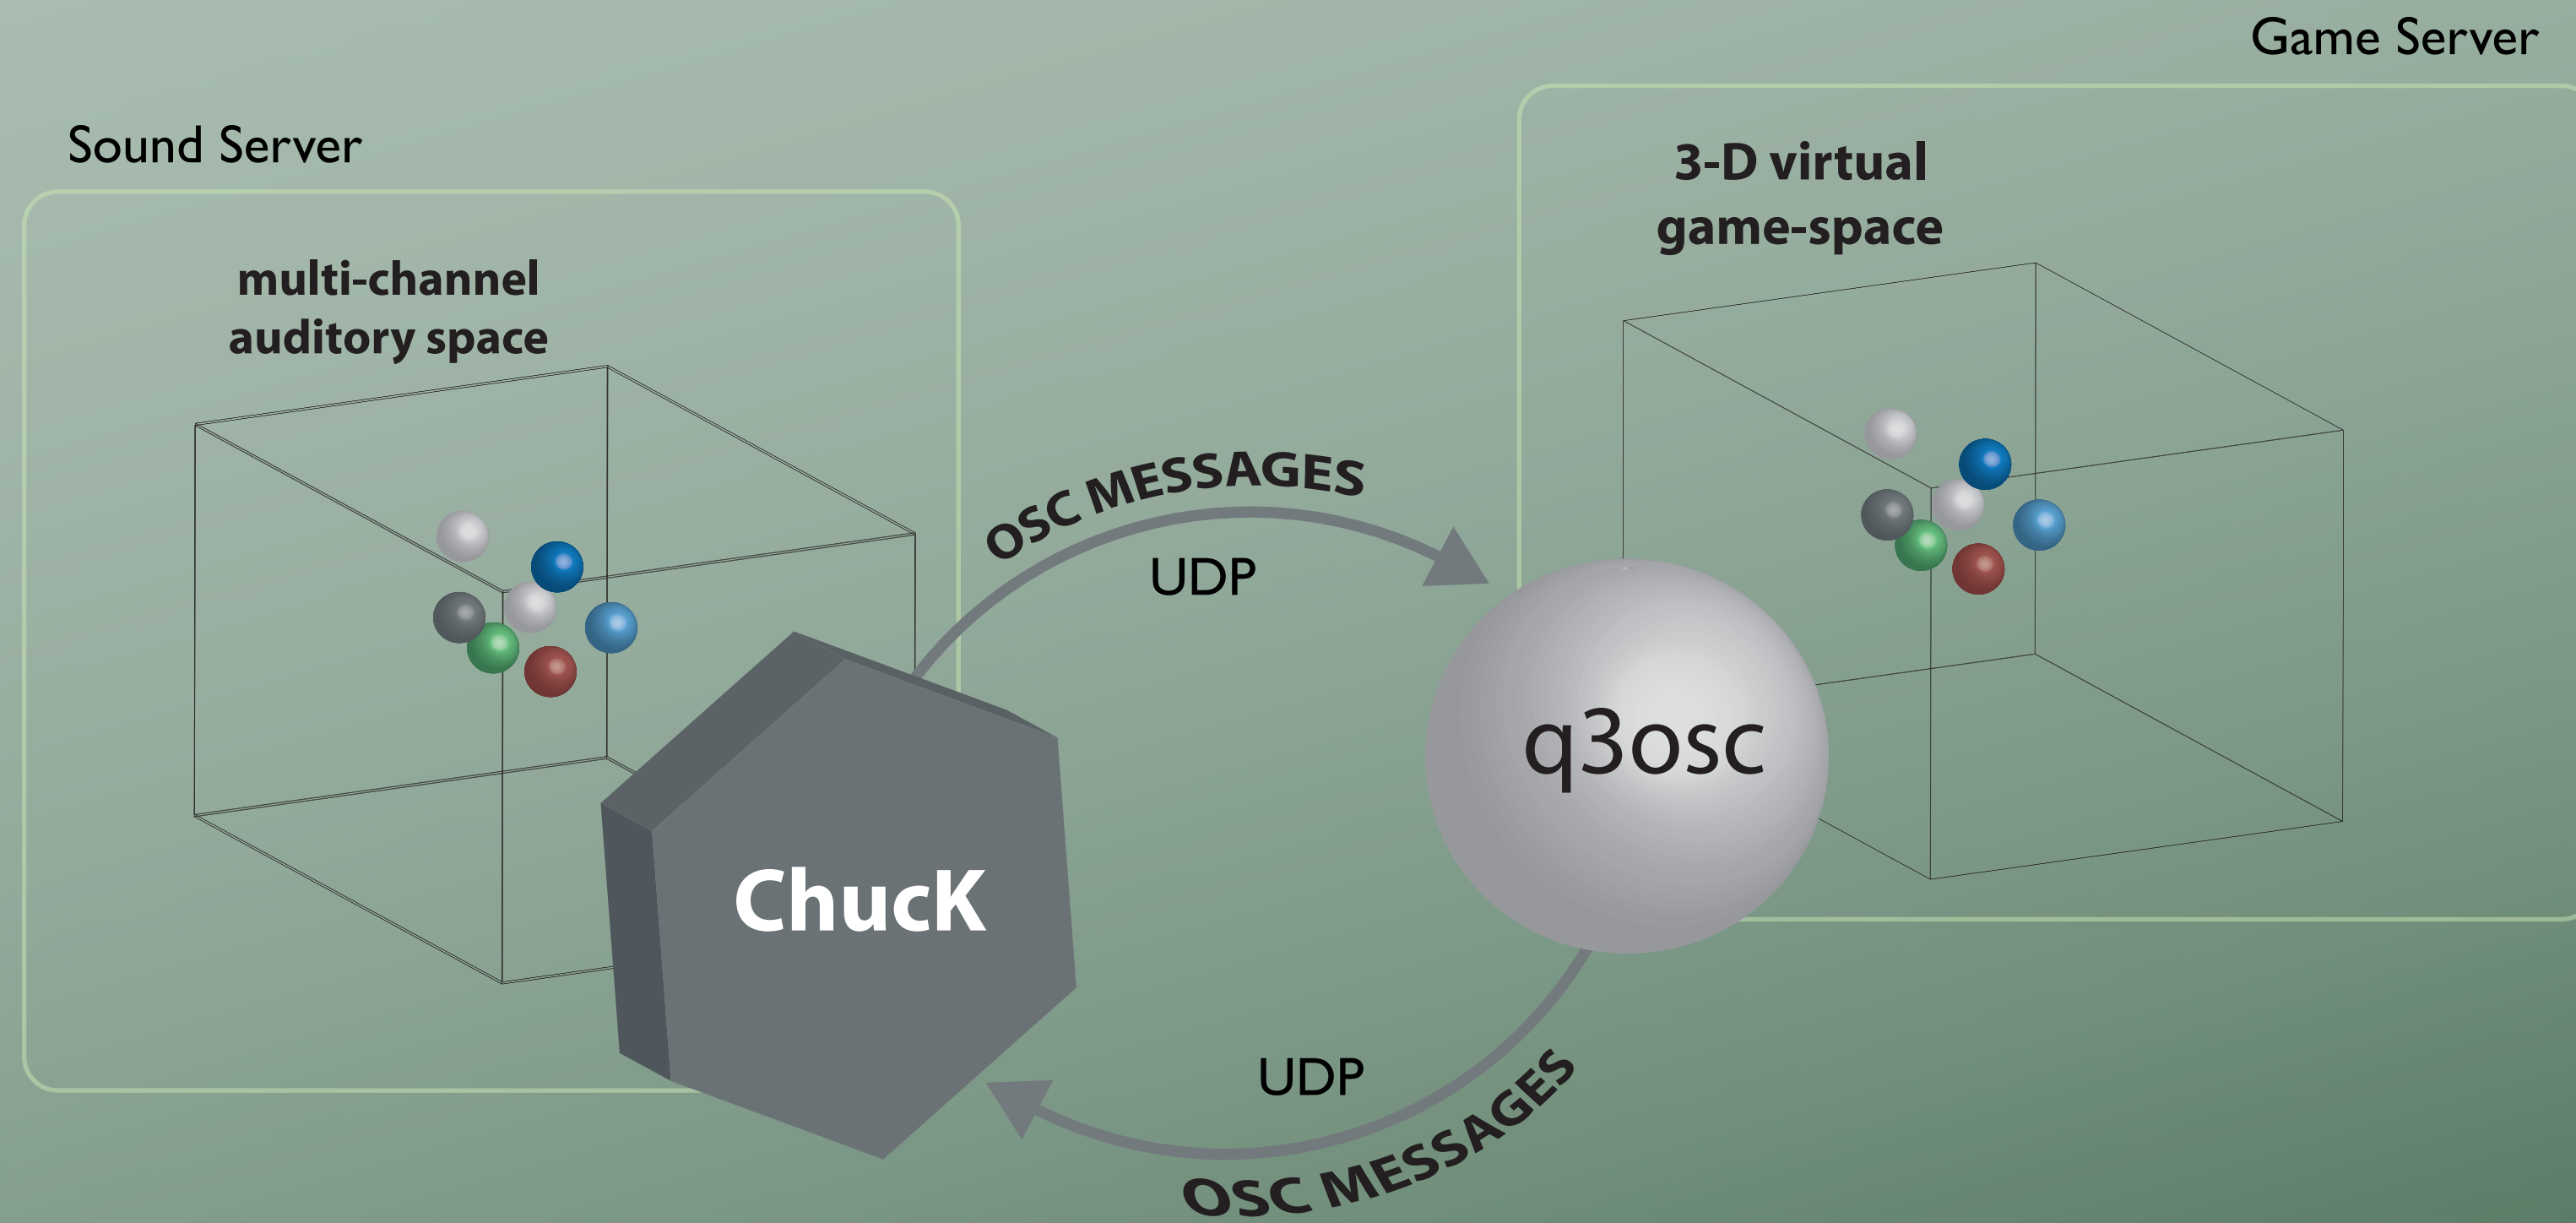 Game Server
Sound Server
3-D virtual
game-space
multi-channel
auditory space
OSC MESSAGES
UDP
q3osc
ChucK
UDP
OSC MESSAGES